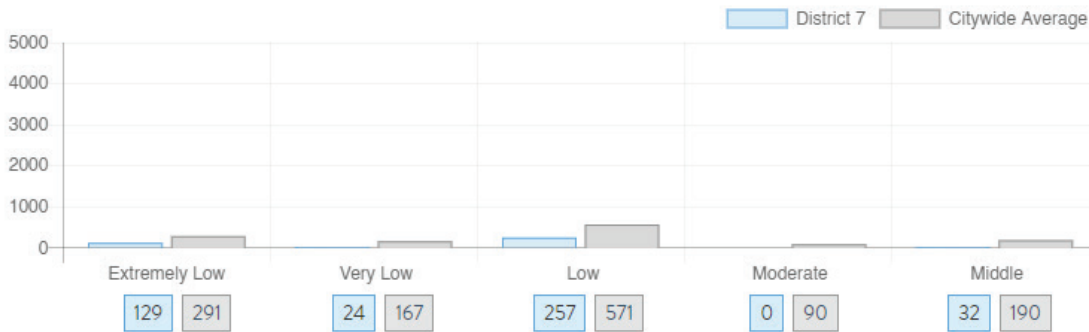 District 7 Citywide Average
5000
4000
3000
2000
1000
0
Extremely Low Very Low Low Moderate Middle
129 291 24 167 257 571 0 90 32 190